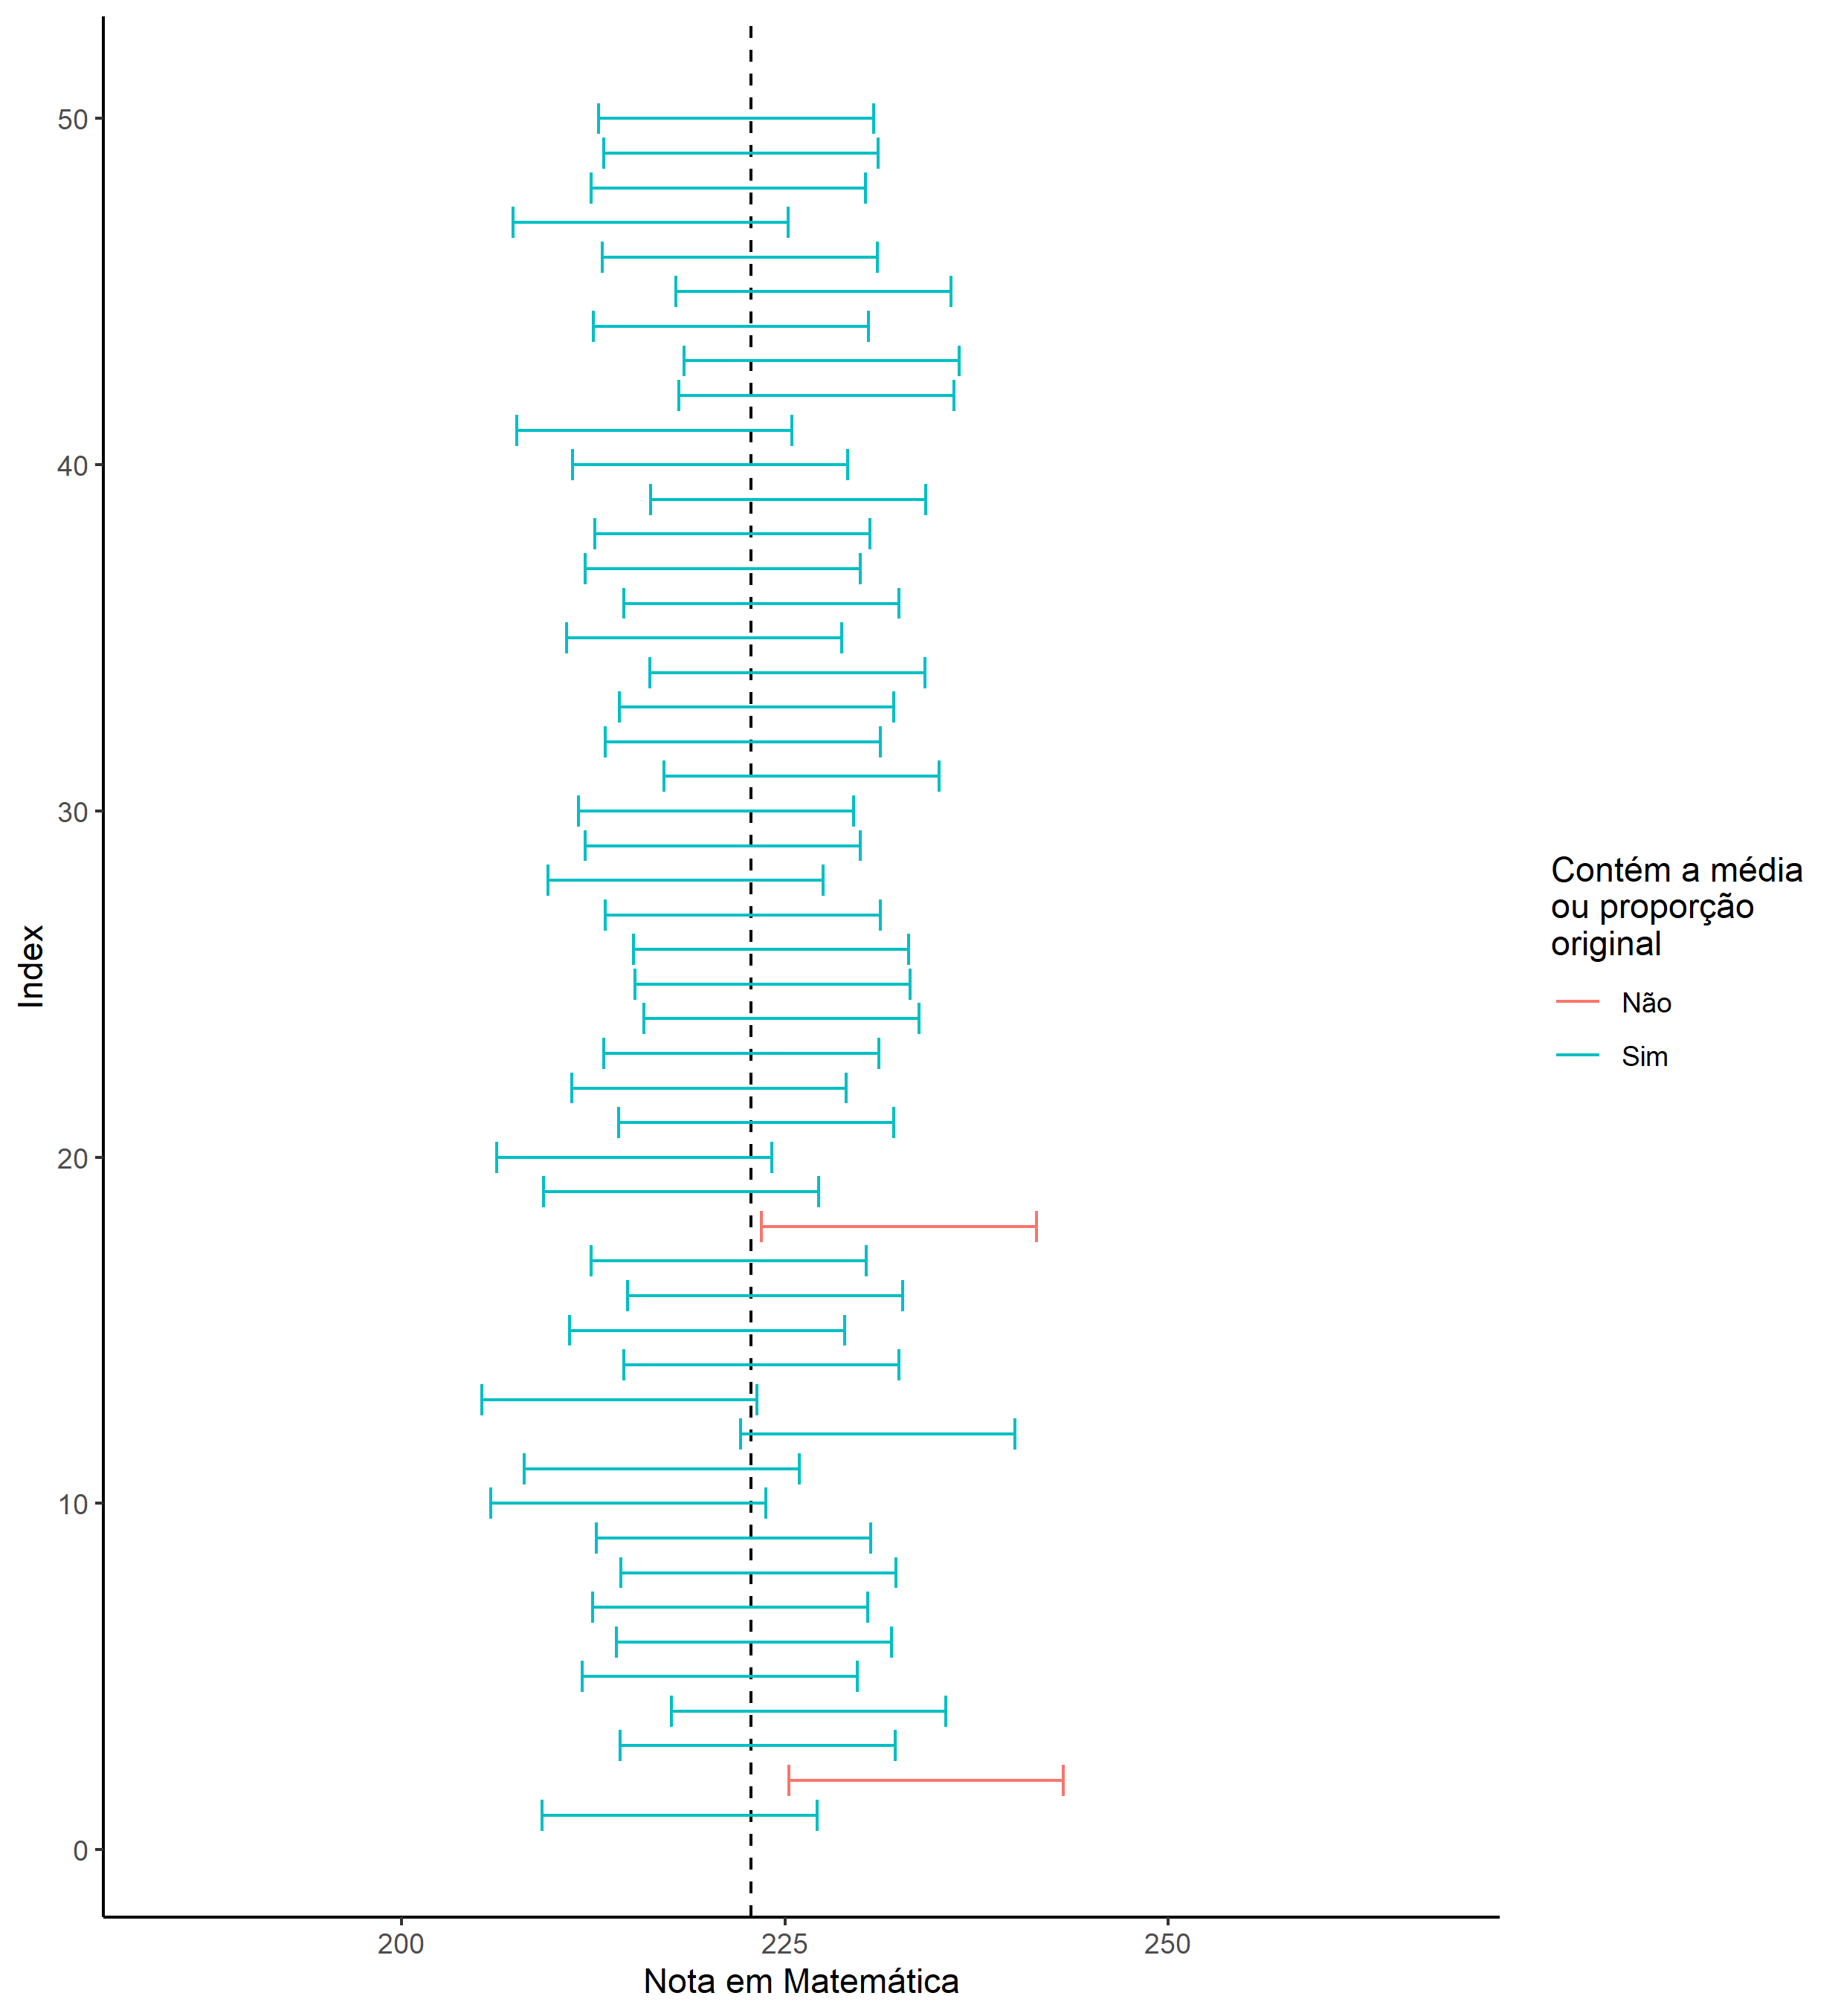 50
40
30
20
10
0
Index
200 225 250
Nota em Matemática
Contém a média
ou proporção
original
Não
Sim